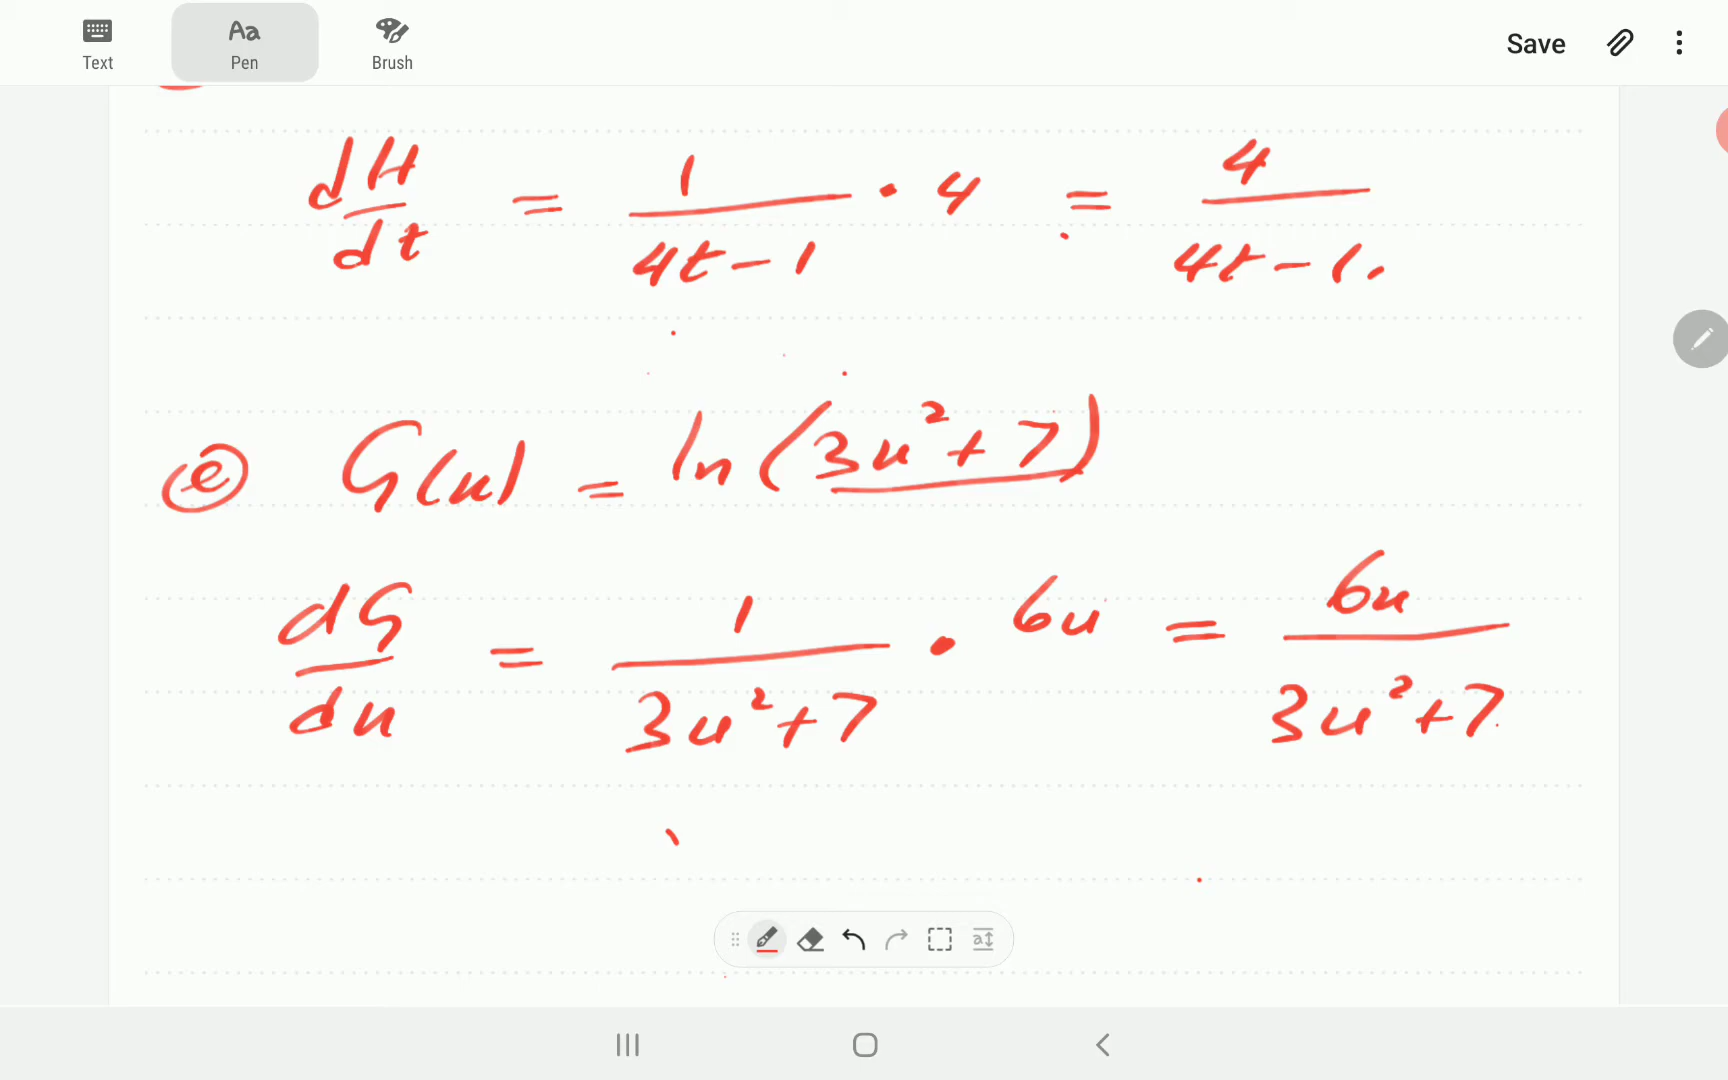 Text Pen Brush Save
dH/dt = 1/(4t-1) · 4 = 4/(4t-1).
ⓔ G(u) = ln(3u²+7)
dG/du = 1/(3u²+7) · 6u = 6u/(3u²+7)